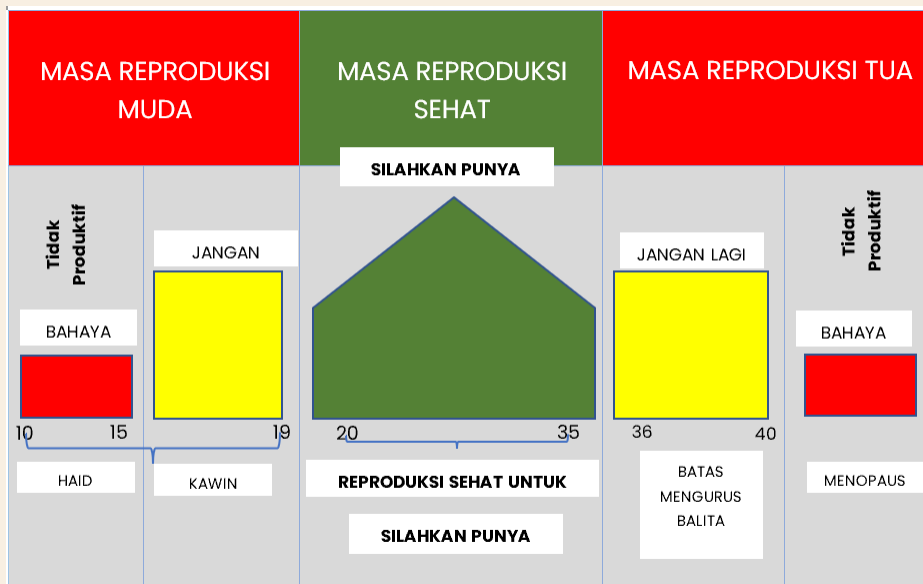 MASA REPRODUKSI
MUDA
MASA REPRODUKSI
SEHAT
MASA REPRODUKSI TUA
SILAHKAN PUNYA
Tidak
Produktif
JANGAN
JANGAN LAGI
Tidak
Produktif
BAHAYA
BAHAYA
10
15
19
20
35
36
40
HAID
KAWIN
REPRODUKSI SEHAT UNTUK
SILAHKAN PUNYA
BATAS
MENGURUS
BALITA
MENOPAUS